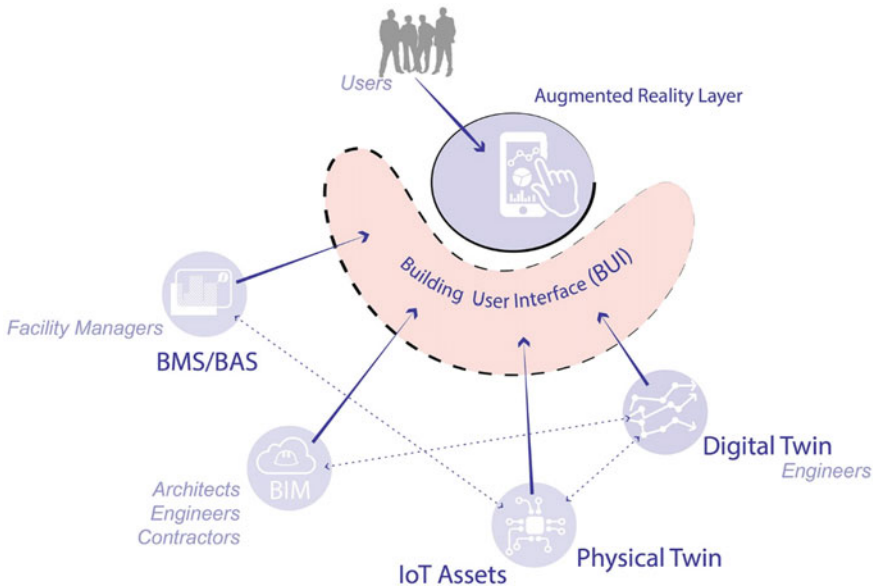 Users
Augmented Reality Layer
Building User Interface (BUI)
Facility Managers
BMS/BAS
BIM
Architects
Engineers
Contractors
Digital Twin
Engineers
IoT Assets
Physical Twin